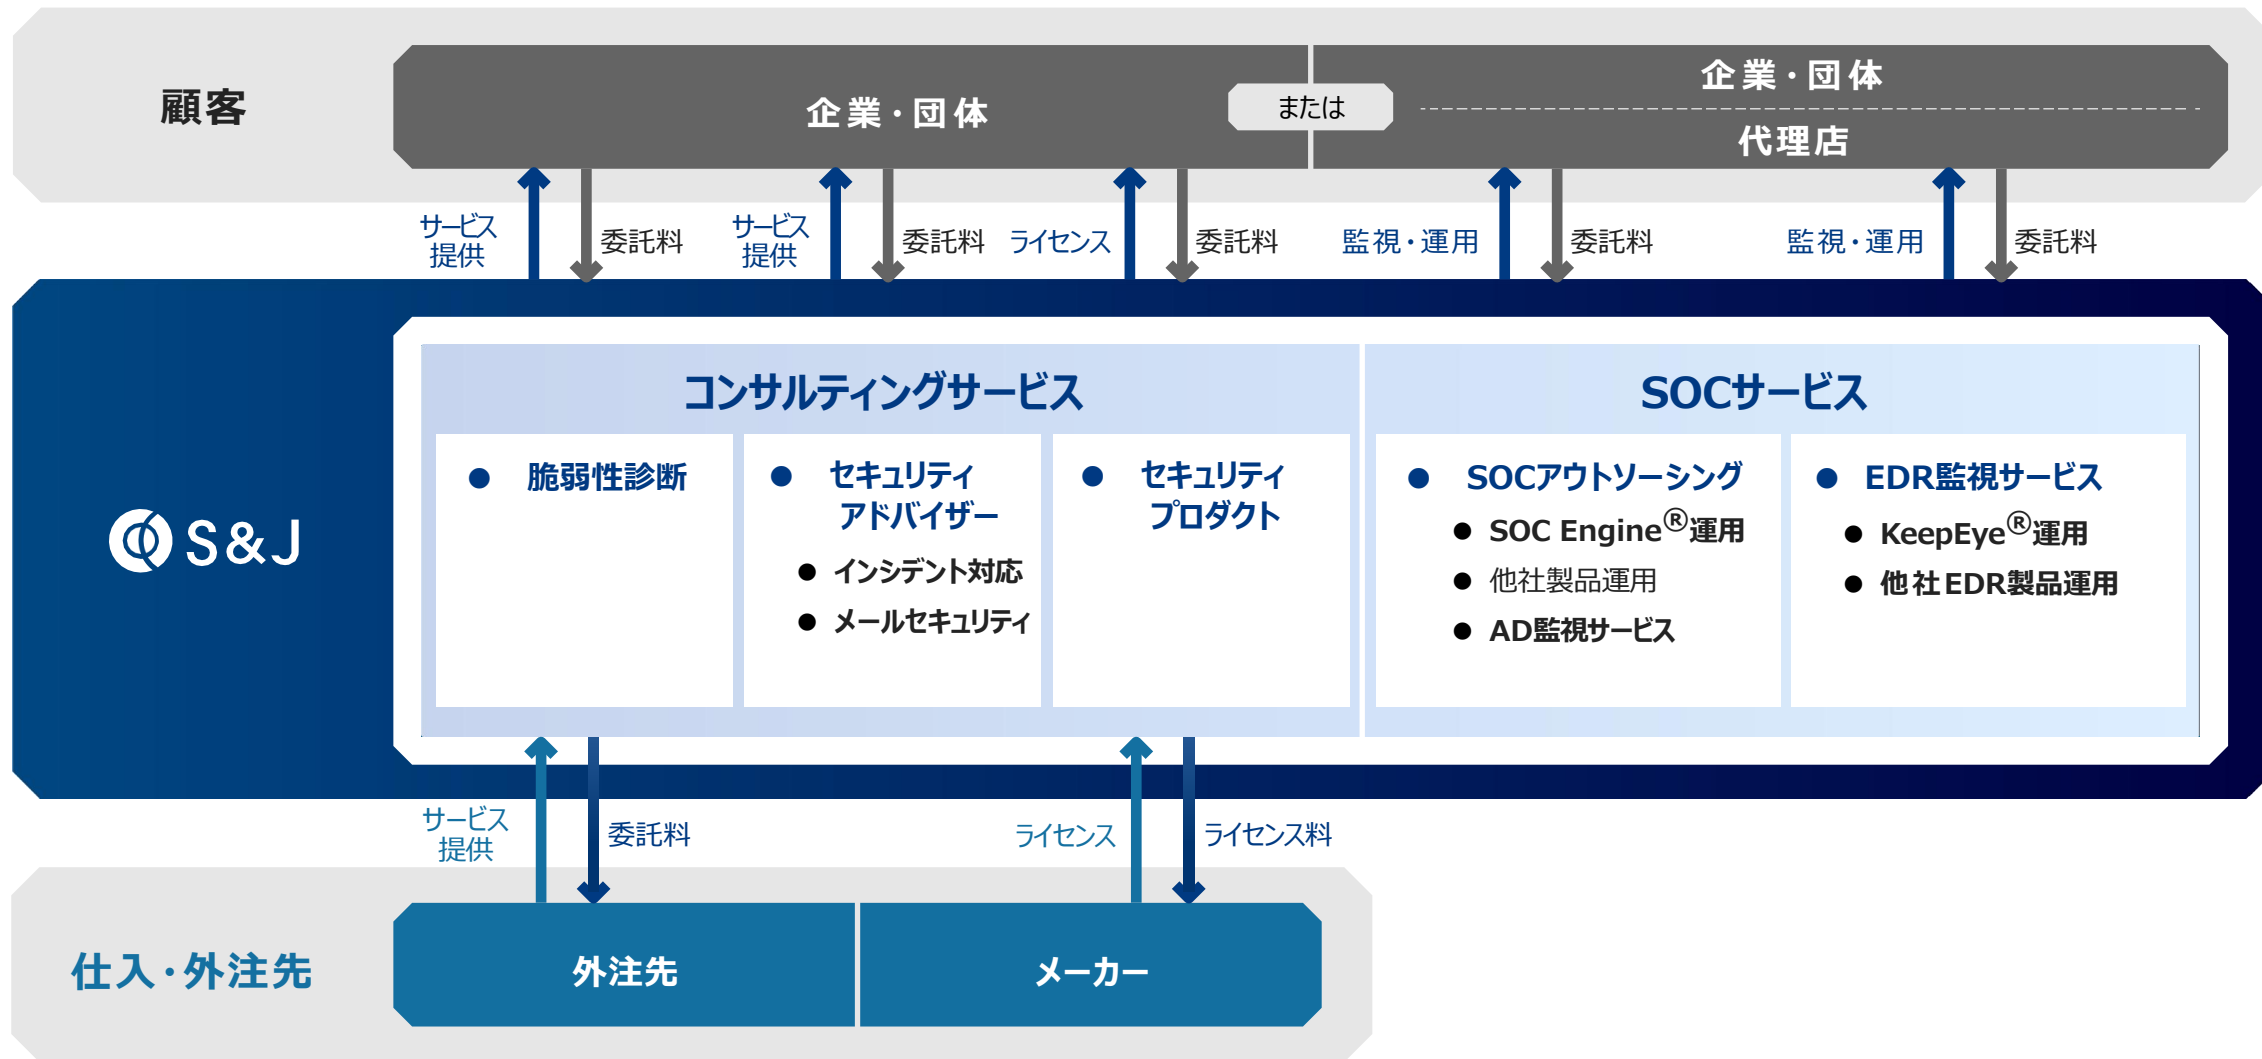 顧客
企業・団体
または
企業・団体
代理店
サービス
提供
委託料
サービス
提供
委託料
ライセンス
委託料
監視・運用
委託料
監視・運用
委託料
S&J
コンサルティングサービス
脆弱性診断
セキュリティ
アドバイザー
インシデント対応
メールセキュリティ
セキュリティ
プロダクト
SOCサービス
SOCアウトソーシング
SOC Engine®運用
他社製品運用
AD監視サービス
EDR監視サービス
KeepEye®運用
他社EDR製品運用
サービス
提供
委託料
ライセンス
ライセンス料
仕入・外注先
外注先
メーカー